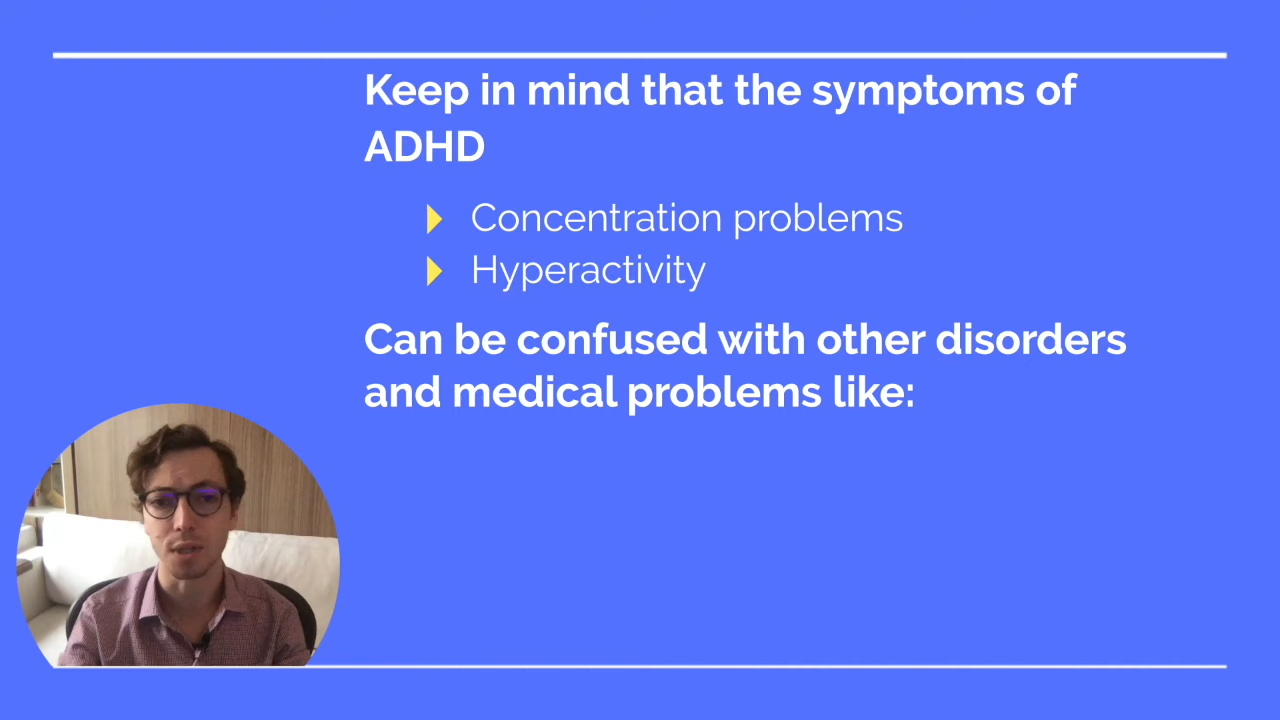 Keep in mind that the symptoms of
ADHD
Concentration problems
Hyperactivity
Can be confused with other disorders
and medical problems like: